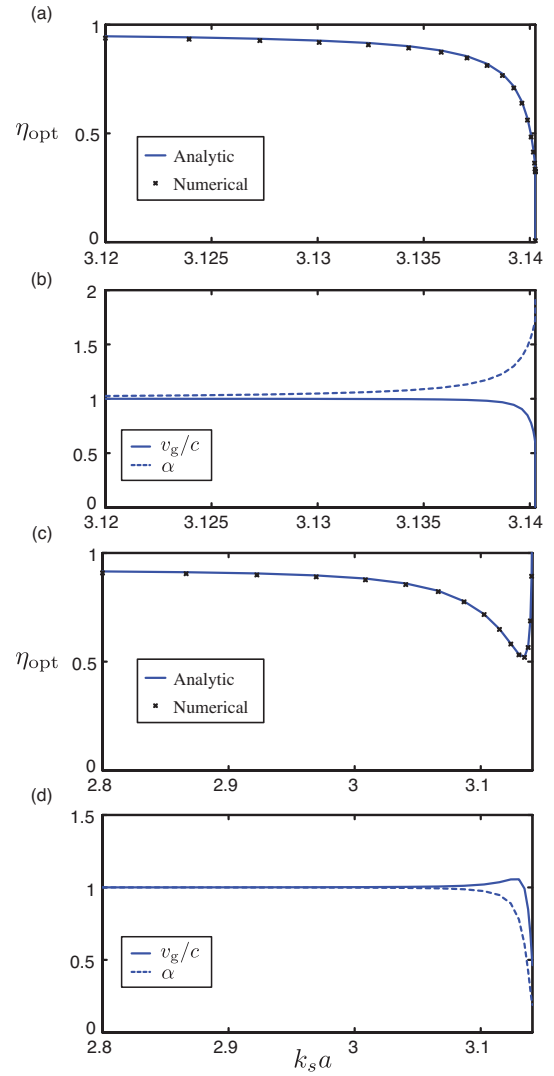 (a)
1
η_opt
0.5
Analytic
Numerical
0
3.12 3.125 3.13 3.135 3.14
(b)
2
1.5
1
0.5
v_g/c
α
0
3.12 3.125 3.13 3.135 3.14
(c)
1
η_opt
0.5
Analytic
Numerical
0
2.8 2.9 3 3.1
(d)
1.5
1
0.5
v_g/c
α
0
2.8 2.9 3 3.1
k_s a